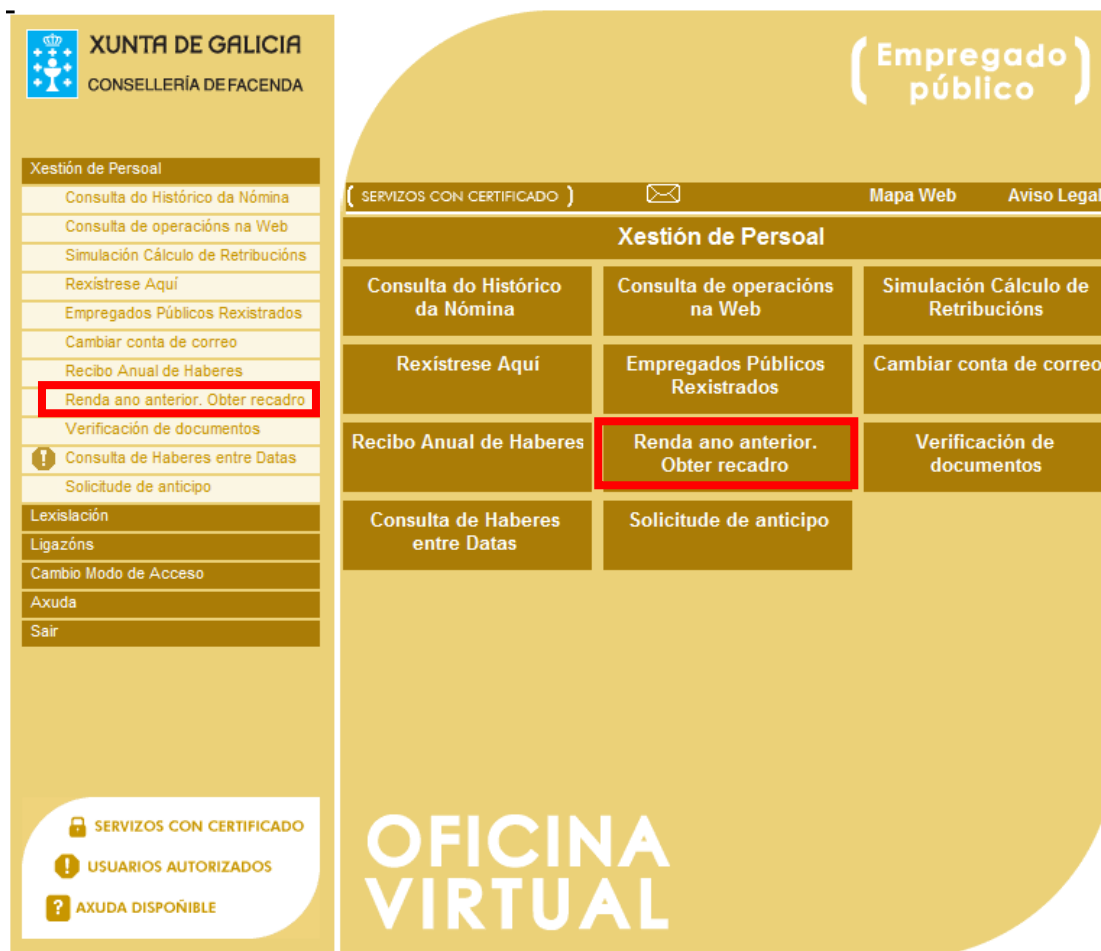 XUNTA DE GALICIA
CONSELLERÍA DE FACENDA
( Empregado
público )
Xestión de Persoal
Consulta do Histórico da Nómina
Consulta de operacións na Web
Simulación Cálculo de Retribucións
Rexístrese Aquí
Empregados Públicos Rexistrados
Cambiar conta de correo
Recibo Anual de Haberes
Renda ano anterior. Obter recadro
Verificación de documentos
! Consulta de Haberes entre Datas
Solicitude de anticipo
Lexislación
Ligazóns
Cambio Modo de Acceso
Axuda
Sair
( SERVIZOS CON CERTIFICADO )
Mapa Web
Aviso Legal
Xestión de Persoal
Consulta do Histórico
da Nómina
Consulta de operacións
na Web
Simulación Cálculo de
Retribucións
Rexístrese Aquí
Empregados Públicos
Rexistrados
Cambiar conta de correo
Recibo Anual de Haberes
Renda ano anterior.
Obter recadro
Verificación de
documentos
Consulta de Haberes
entre Datas
Solicitude de anticipo
SERVIZOS CON CERTIFICADO
! USUARIOS AUTORIZADOS
? AXUDA DISPOÑIBLE
OFICINA
VIRTUAL